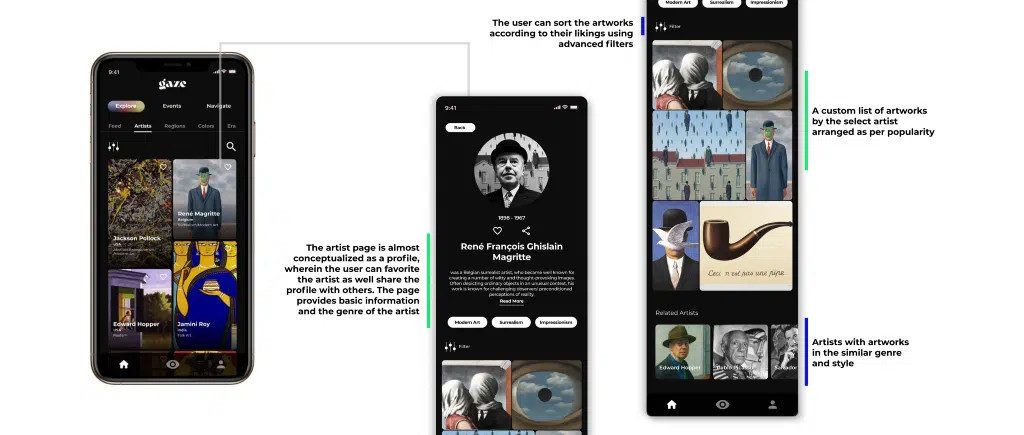 9:41
gaze
Explore Events Navigate
Feed Artists Regions Colors Era
René Magritte
Belgium
Surrealism Modern Art
Jackson Pollock
USA
Edward Hopper
USA
Realism
Jamini Roy
India
Folk Art
The artist page is almost
conceptualized as a profile,
wherein the user can favorite
the artist as well share the
profile with others. The page
provides basic information
and the genre of the artist
9:41
Back
1898 - 1967
René François Ghislain
Magritte
was a Belgian surrealist artist, who became well known for
creating a number of witty and thought-provoking images.
Often depicting ordinary objects in an unusual context, his
work is known for challenging observers' preconditioned
perceptions of reality.
Read More
Modern Art Surrealism Impressionism
Filter
The user can sort the artworks
according to their likings using
advanced filters
Modern Art Surrealism Impressionism
Filter
Ceci n'est pas une pipe.
A custom list of artworks
by the select artist
arranged as per popularity
Related Artists
Edward Hopper Pablo Picasso Salvador
Artists with artworks
in the similar genre
and style